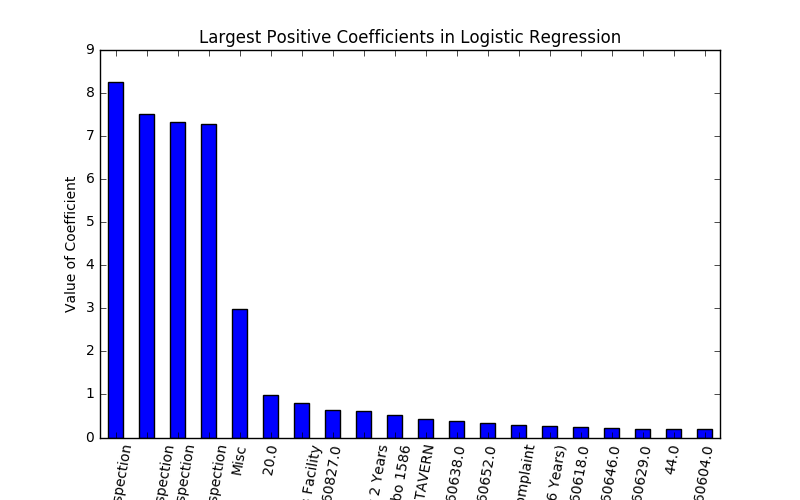 Largest Positive Coefficients in Logistic Regression
Value of Coefficient
9
8
7
6
5
4
3
2
1
0
spection
spection
spection
spection
Misc
20.0
Facility
60827.0
2 Years
bo 1586
TAVERN
60638.0
60652.0
omplaint
6 Years)
60618.0
60646.0
60629.0
44.0
60604.0